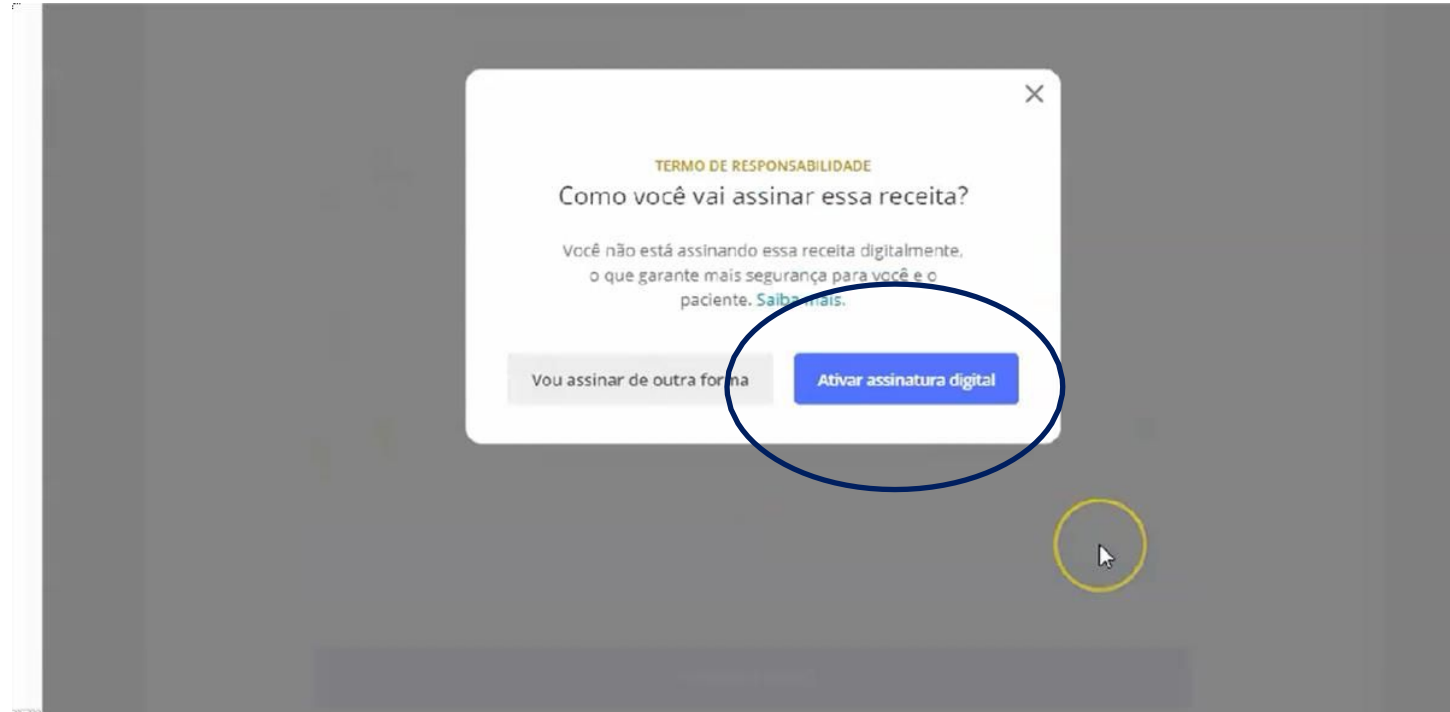 TERMO DE RESPONSABILIDADE
Como você vai assinar essa receita?
Você não está assinando essa receita digitalmente,
o que garante mais segurança para você e o
paciente. Saiba mais.
Vou assinar de outra forma
Ativar assinatura digital